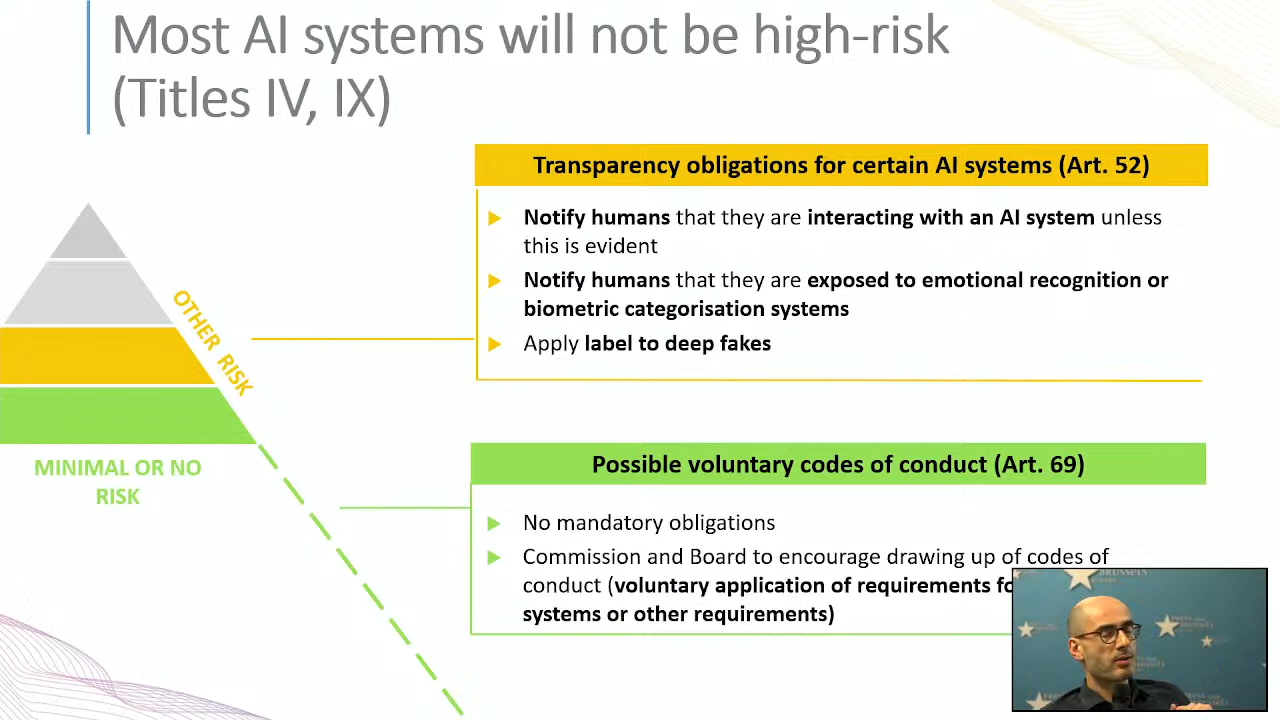 Most AI systems will not be high-risk
(Titles IV, IX)
Transparency obligations for certain AI systems (Art. 52)
Notify humans that they are interacting with an AI system unless
this is evident
Notify humans that they are exposed to emotional recognition or
biometric categorisation systems
Apply label to deep fakes
OTHER RISK
MINIMAL OR NO
RISK
Possible voluntary codes of conduct (Art. 69)
No mandatory obligations
Commission and Board to encourage drawing up of codes of
conduct (voluntary application of requirements
systems or other requirements)
BRUSSELS